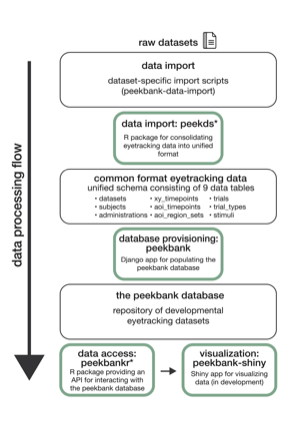 raw datasets
data processing flow
data import
dataset-specific import scripts
(peekbank-data-import)
data import: peekds*
R package for consolidating
eyetracking data into unified
format
common format eyetracking data
unified schema consisting of 9 data tables
• datasets • xy_timepoints • trials
• subjects • aoi_timepoints • trial_types
• administrations • aoi_region_sets • stimuli
database provisioning:
peekbank
Django app for populating
the peekbank database
the peekbank database
repository of developmental
eyetracking datasets
data access:
peekbankr*
R package providing an
API for interacting with
the peekbank database
visualization:
peekbank-shiny
Shiny app for visualizing
data (in development)